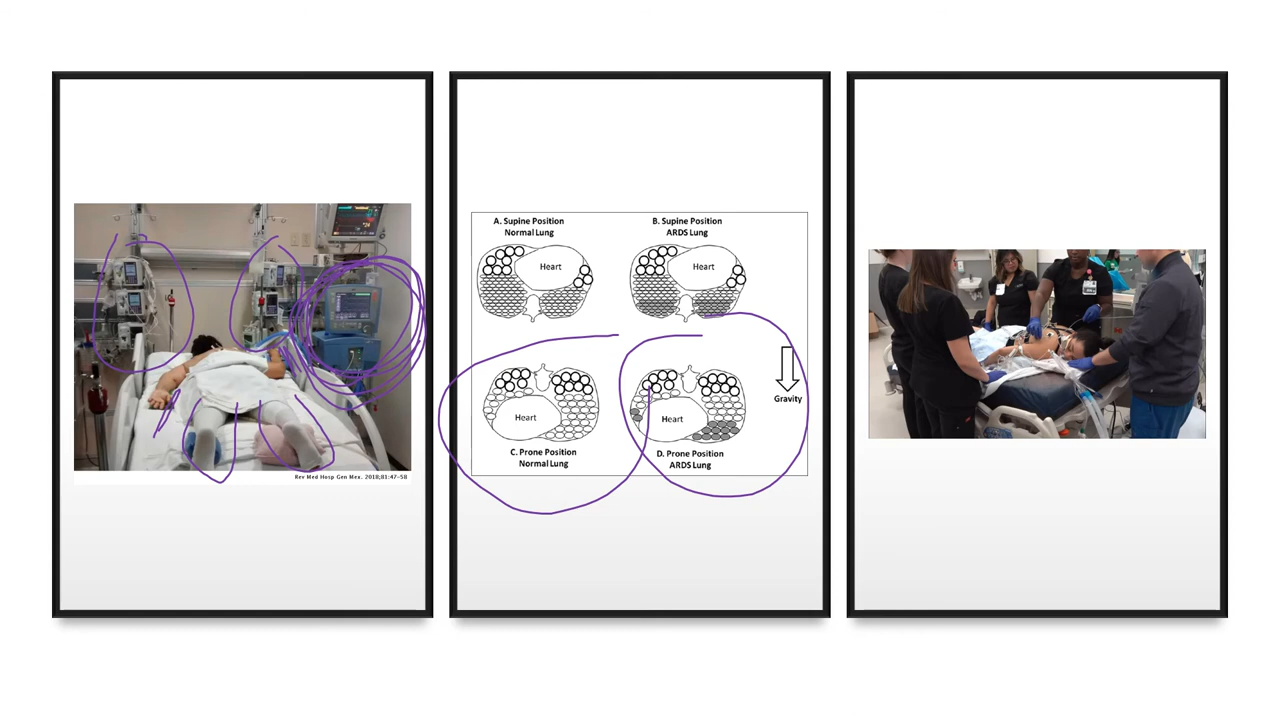 Rev Med Hosp Gen Mex. 2018;81:47-58
A. Supine Position
Normal Lung
B. Supine Position
ARDS Lung
Heart
Heart
Gravity
Heart
Heart
C. Prone Position
Normal Lung
D. Prone Position
ARDS Lung